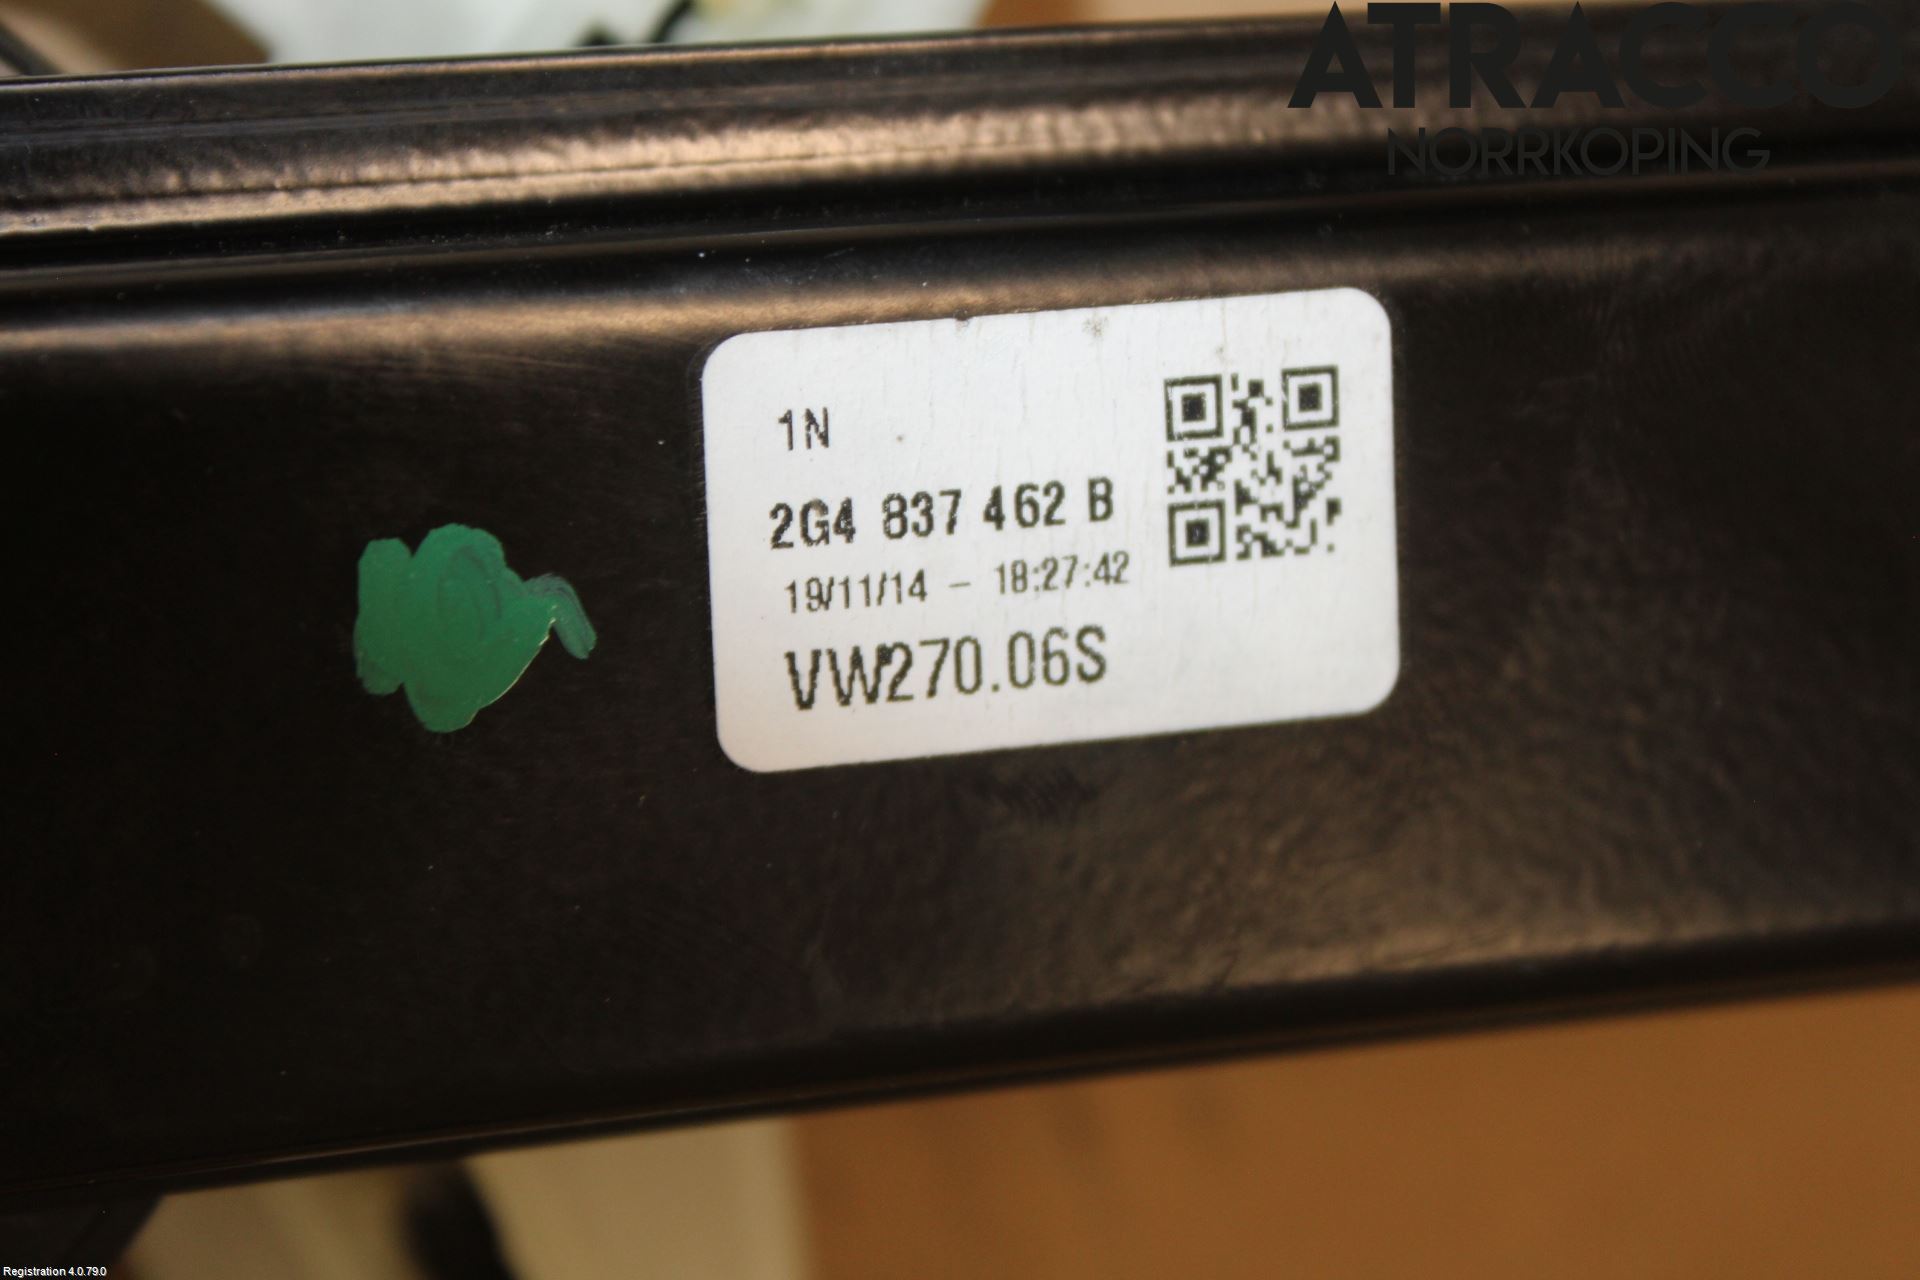 ATRACCO
NORRKOPING
1N
2G4 837 462 B
19/11/14 - 18:27:42
VW270.06S
Registration 4.0.79.0